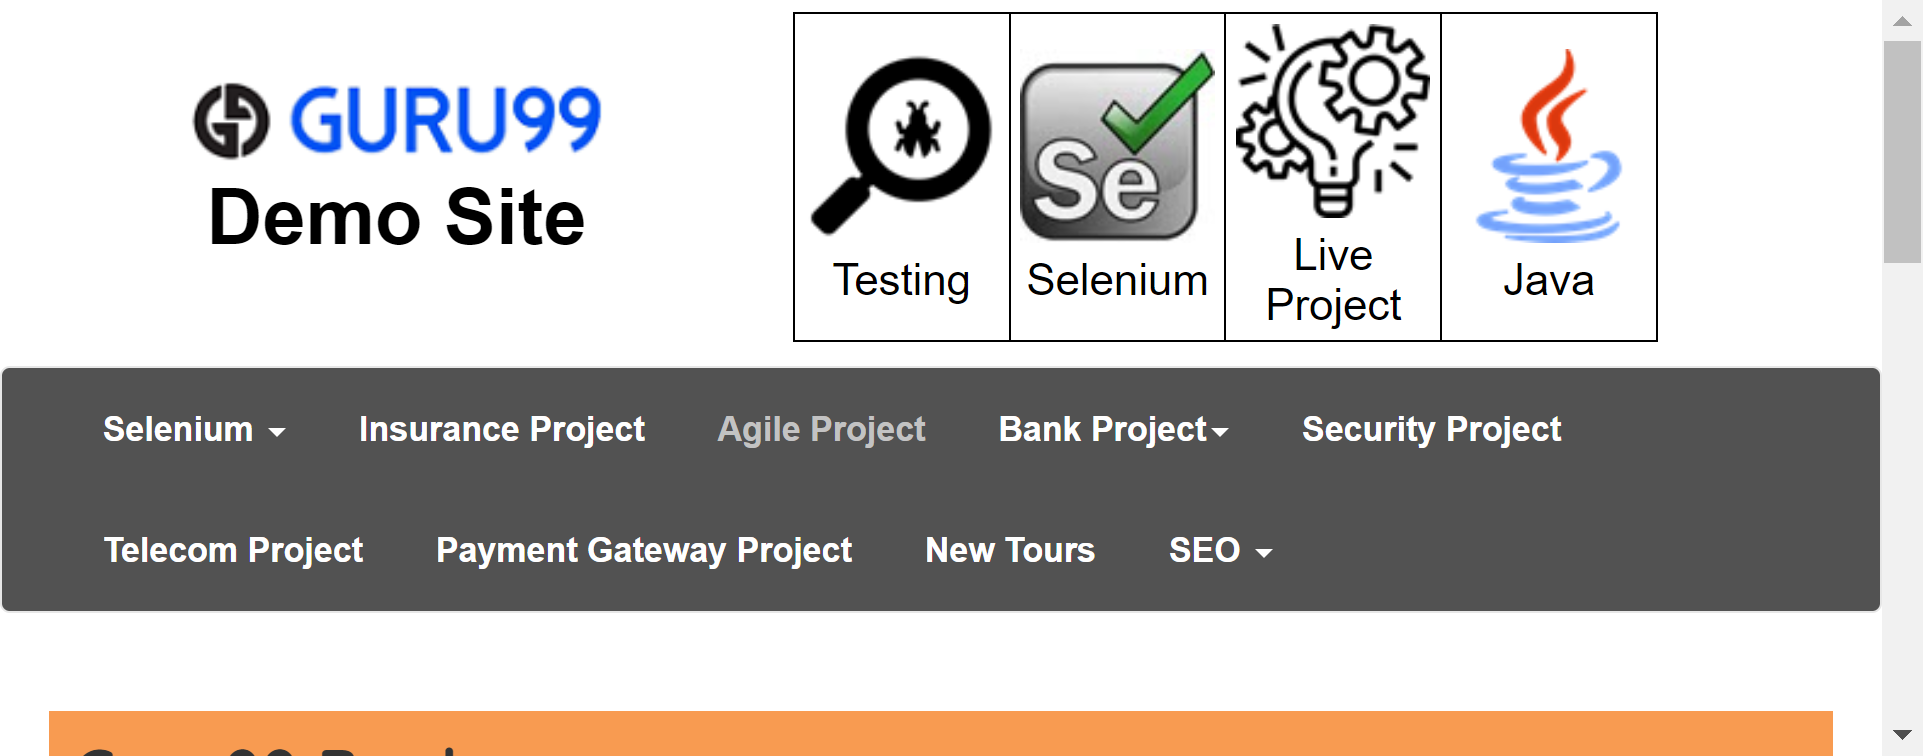 GURU99
Demo Site
Testing
Se
Selenium
Live
Project
Java
Selenium
Insurance Project
Agile Project
Bank Project
Security Project
Telecom Project
Payment Gateway Project
New Tours
SEO